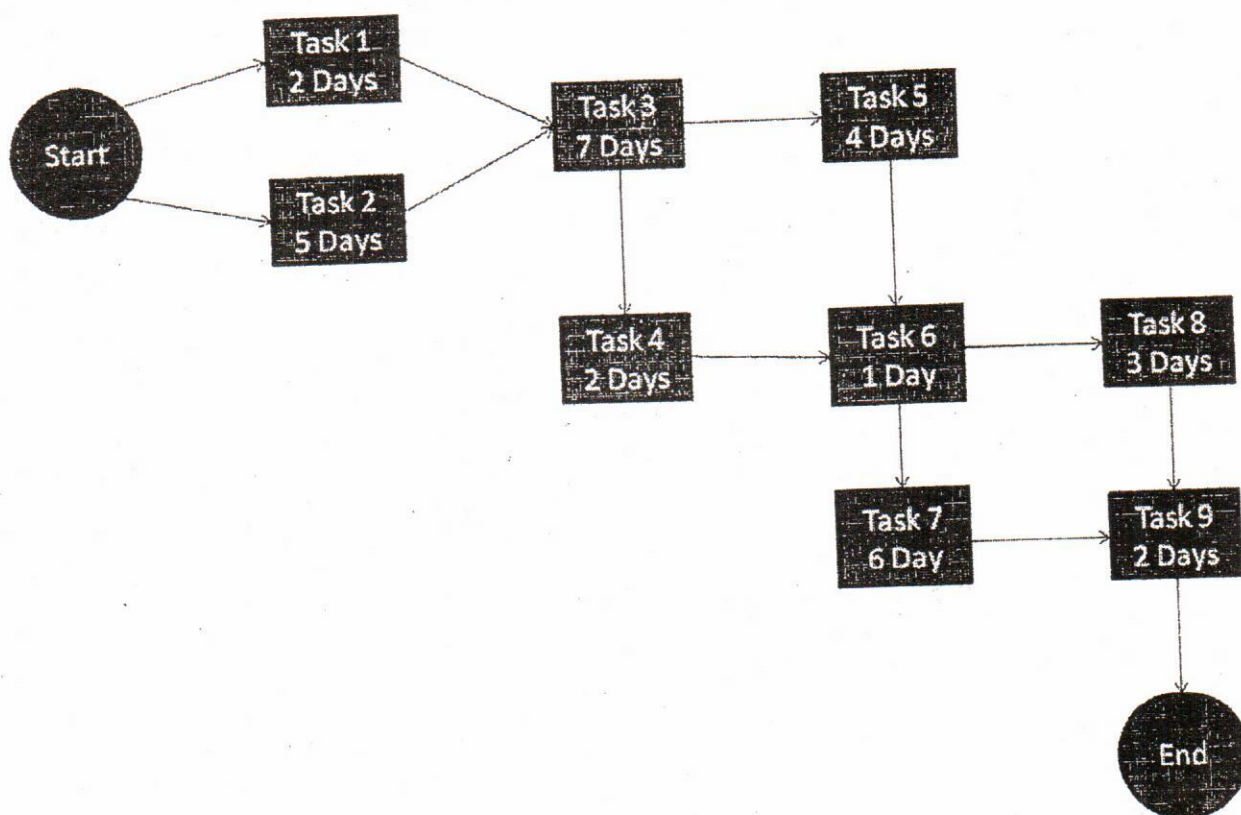 Start
Task 1
2 Days
Task 2
5 Days
Task 3
7 Days
Task 5
4 Days
Task 4
2 Days
Task 6
1 Day
Task 8
3 Days
Task 7
6 Day
Task 9
2 Days
End